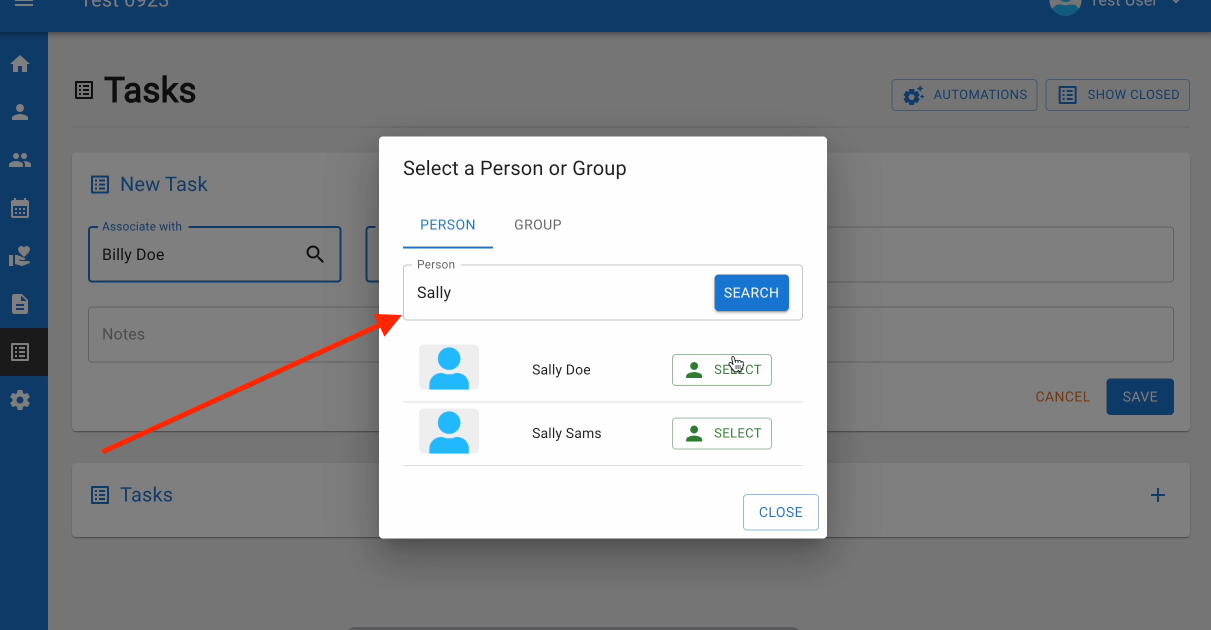 Test 0923
Test User
Tasks
AUTOMATIONS
SHOW CLOSED
New Task
Associate with
Billy Doe
Notes
CANCEL
SAVE
Tasks
Select a Person or Group
PERSON
GROUP
Person
Sally
SEARCH
Sally Doe
SELECT
Sally Sams
SELECT
CLOSE